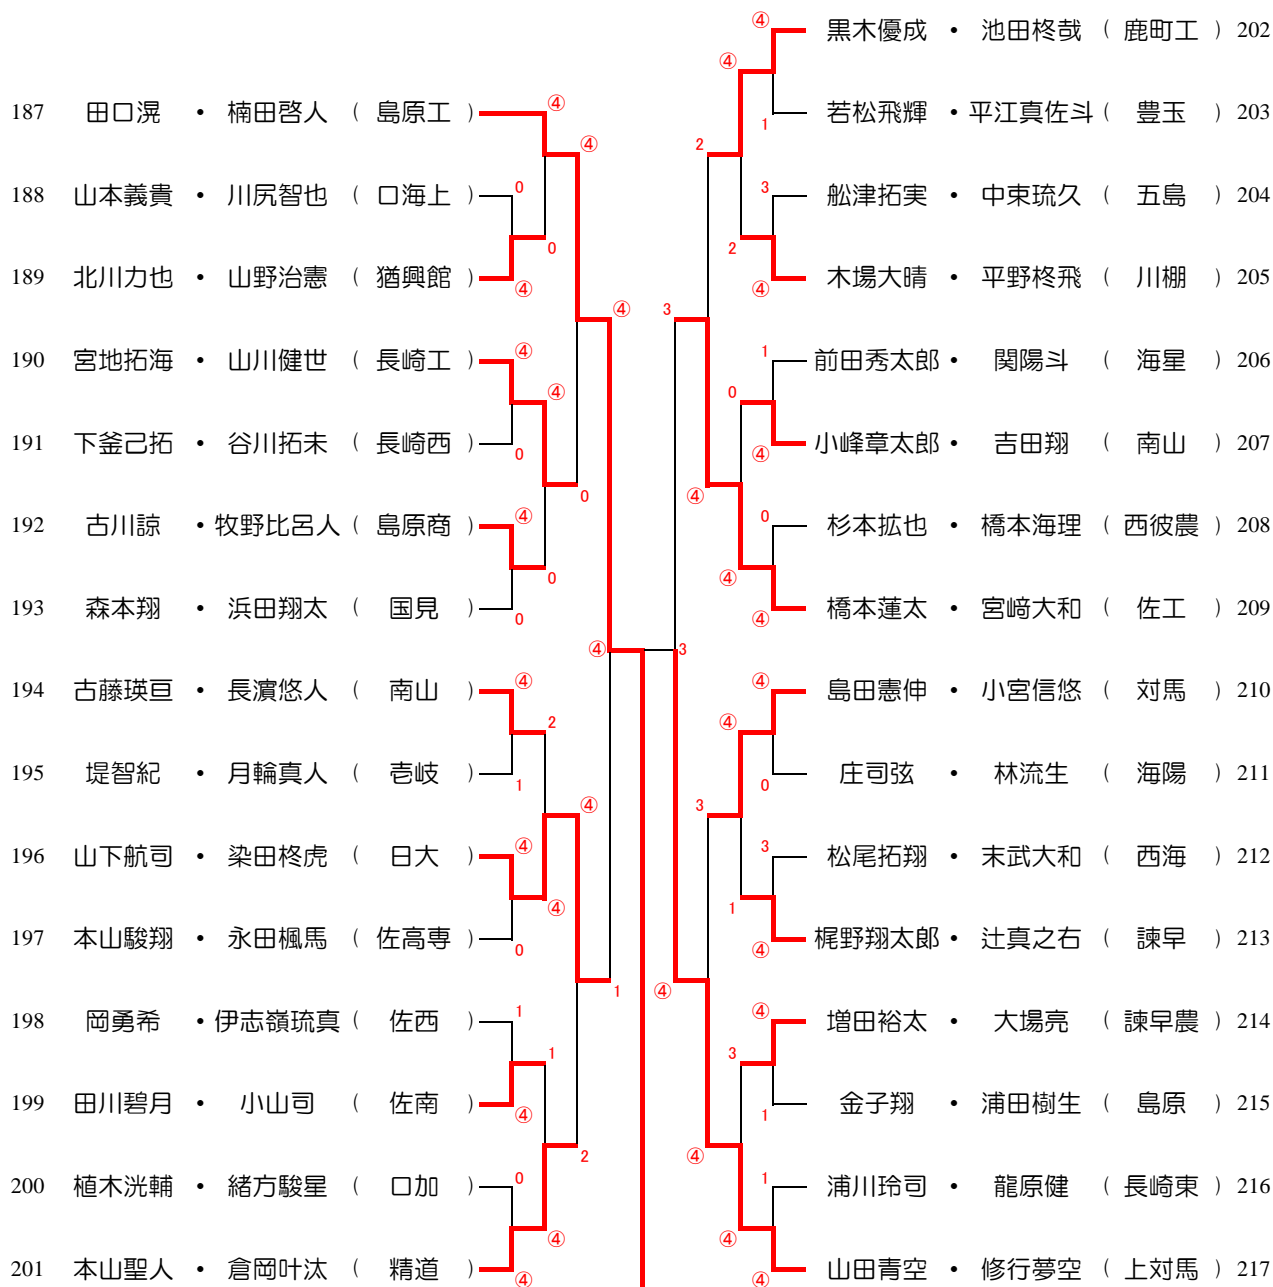 ④ 黒木優成 ・ 池田柊哉 ( 鹿町工 ) 202
④
187 田口滉 ・ 楠田啓人 ( 島原工 ) ④
1 若松飛輝 ・ 平江真佐斗 ( 豊玉 ) 203
④ 2
188 山本義貴 ・ 川尻智也 ( 口海上 ) 0
3 舩津拓実 ・ 中束琉久 ( 五島 ) 204
0 2
189 北川力也 ・ 山野治憲 ( 猶興館 ) ④
④ 木場大晴 ・ 平野柊飛 ( 川棚 ) 205
④ 3
190 宮地拓海 ・ 山川健世 ( 長崎工 ) ④
1 前田秀太郎 ・ 関陽斗 ( 海星 ) 206
④ 0
191 下釜己拓 ・ 谷川拓未 ( 長崎西 ) 0
④ 小峰章太郎 ・ 吉田翔 ( 南山 ) 207
0 ④
192 古川諒 ・ 牧野比呂人 ( 島原商 ) ④
0 杉本拡也 ・ 橋本海理 ( 西彼農 ) 208
0 ④
193 森本翔 ・ 浜田翔太 ( 国見 ) 0
④ 橋本蓮太 ・ 宮﨑大和 ( 佐工 ) 209
④ 3
194 古藤瑛亘 ・ 長濵悠人 ( 南山 ) ④
④ 島田憲伸 ・ 小宮信悠 ( 対馬 ) 210
2 ④
195 堤智紀 ・ 月輪真人 ( 壱岐 ) 1
0 庄司弦 ・ 林流生 ( 海陽 ) 211
④ 3
196 山下航司 ・ 染田柊虎 ( 日大 ) ④
3 松尾拓翔 ・ 末武大和 ( 西海 ) 212
④ 1
197 本山駿翔 ・ 永田楓馬 ( 佐高専 ) 0
④ 梶野翔太郎 ・ 辻真之右 ( 諫早 ) 213
1 ④
198 岡勇希 ・ 伊志嶺琉真 ( 佐西 ) 1
④ 増田裕太 ・ 大場亮 ( 諫早農 ) 214
1 3
199 田川碧月 ・ 小山司 ( 佐南 ) ④
1 金子翔 ・ 浦田樹生 ( 島原 ) 215
2 ④
200 植木洸輔 ・ 緒方駿星 ( 口加 ) 0
1 浦川玲司 ・ 龍原健 ( 長崎東 ) 216
④ ④
201 本山聖人 ・ 倉岡叶汰 ( 精道 ) ④
④ 山田青空 ・ 修行夢空 ( 上対馬 ) 217